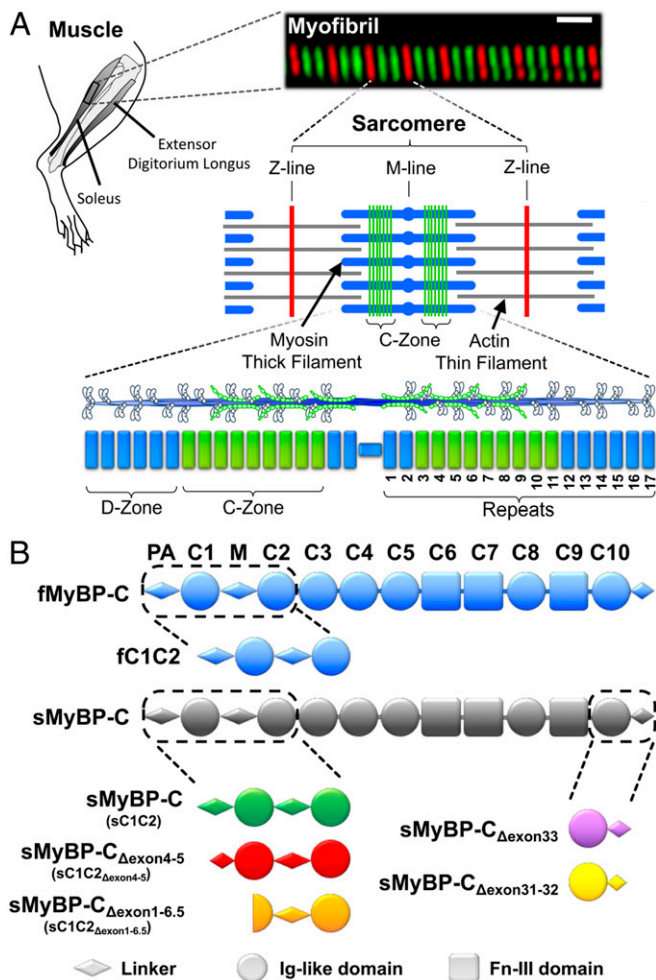 A
Muscle
Myofibril
Extensor
Digitorium Longus
Soleus
Sarcomere
Z-line
M-line
Z-line
Myosin
Thick Filament
C-Zone
Actin
Thin Filament
D-Zone
C-Zone
1 2 3 4 5 6 7 8 9 10 11 12 13 14 15 16 17
Repeats
B
PA C1 M C2 C3 C4 C5 C6 C7 C8 C9 C10
fMyBP-C
fC1C2
sMyBP-C
sMyBP-C
(sC1C2)
sMyBP-CΔexon4-5
(sC1C2Δexon4-5)
sMyBP-CΔexon1-6.5
(sC1C2Δexon1-6.5)
sMyBP-CΔexon33
sMyBP-CΔexon31-32
Linker
Ig-like domain
Fn-III domain